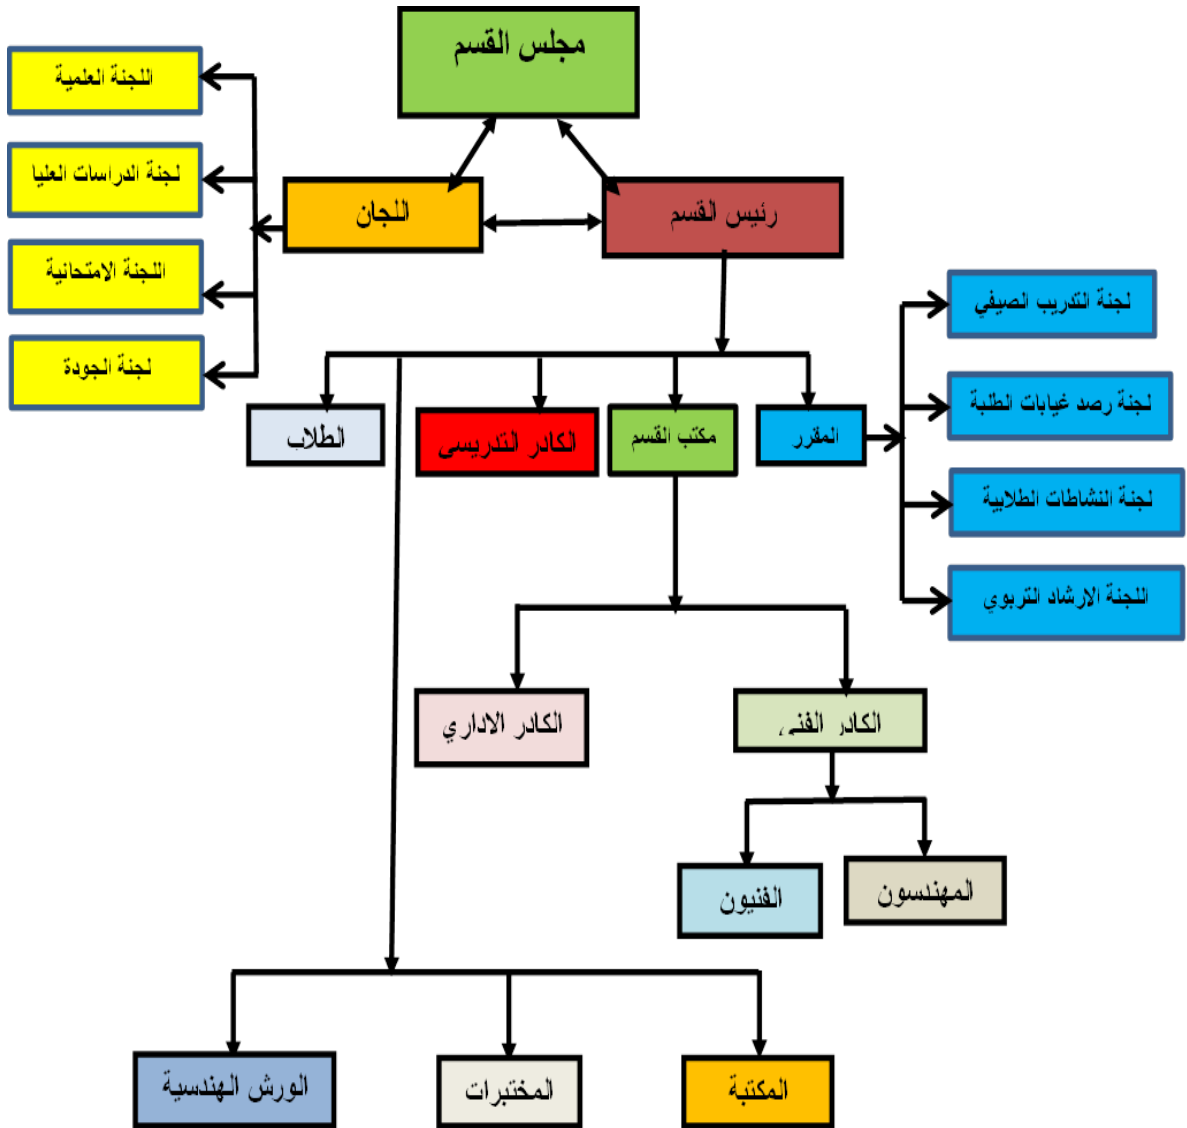 مجلس القسم
اللجنة العلمية
لجنة الدراسات العليا
اللجنة الامتحانية
لجنة الجودة
اللجان
رئيس القسم
لجنة التدريب الصيفي
لجنة رصد غيابات الطلبة
لجنة النشاطات الطلابية
اللجنة الارشاد التربوي
المقرر
مكتب القسم
الكادر التدريسي
الطلاب
الكادر الفني
الكادر الاداري
المهندسون
الفنيون
المكتبة
المختبرات
الورش الهندسية